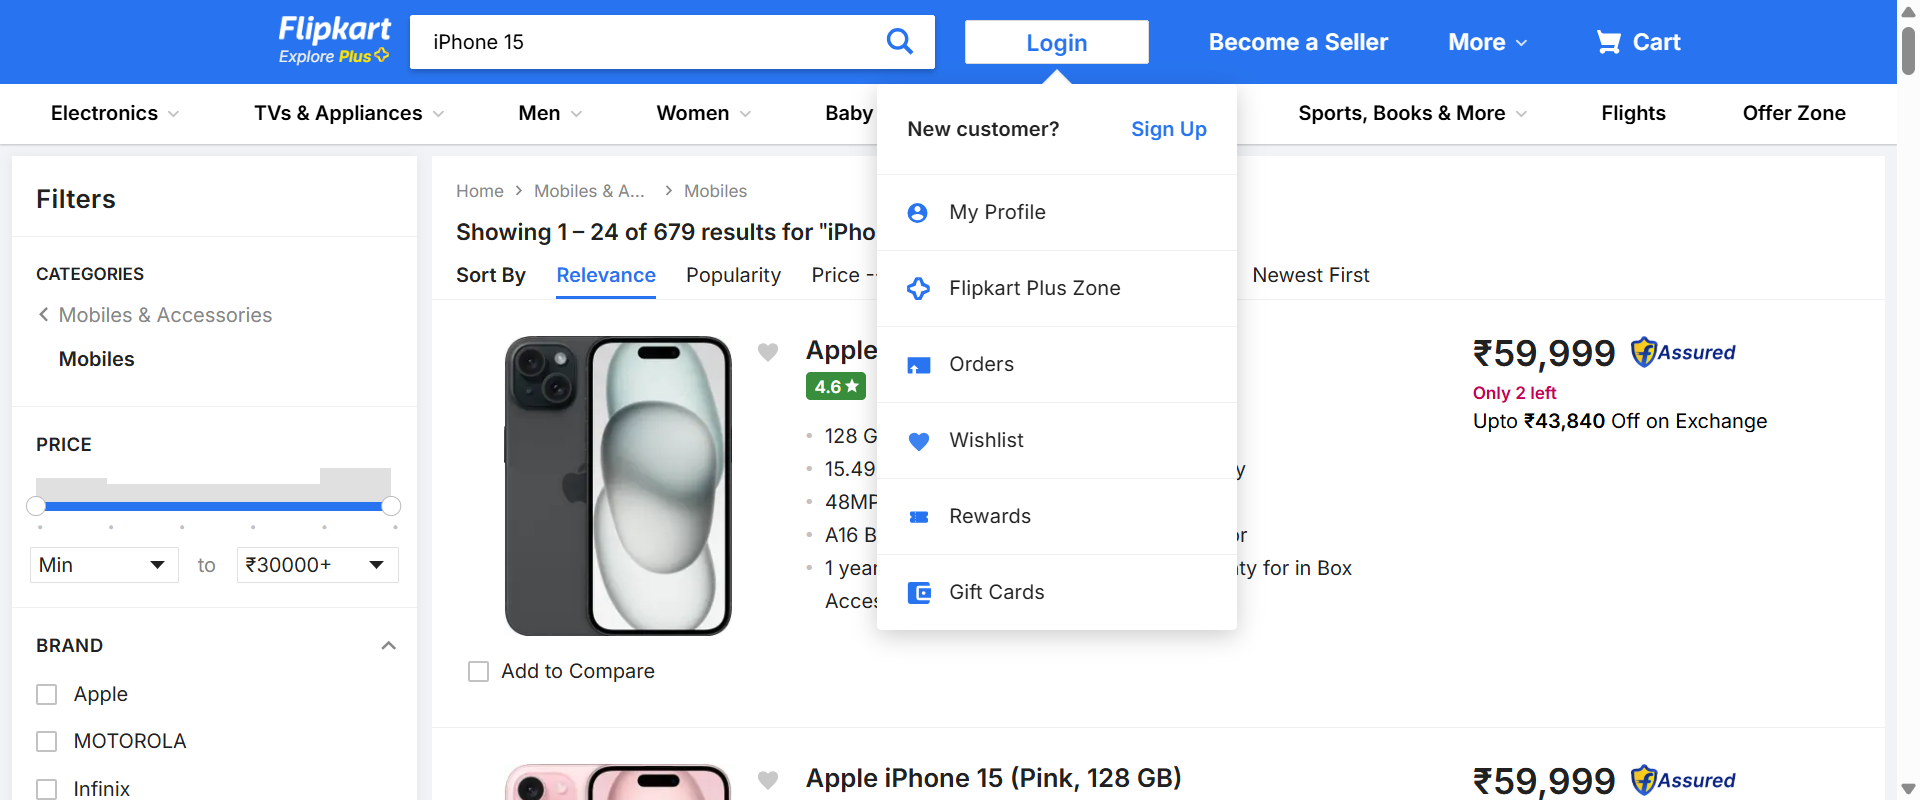 Flipkart
Explore Plus
iPhone 15
Login
Become a Seller
More
Cart
Electronics
TVs & Appliances
Men
Women
Baby
Sports, Books & More
Flights
Offer Zone
New customer?
Sign Up
My Profile
Flipkart Plus Zone
Orders
Wishlist
Rewards
Gift Cards
Filters
CATEGORIES
Mobiles & Accessories
Mobiles
PRICE
Min
to
₹30000+
BRAND
Apple
MOTOROLA
Infinix
Home
Mobiles & A...
Mobiles
Showing 1 – 24 of 679 results for "iPho
Sort By
Relevance
Popularity
Price --
Newest First
Apple
4.6★
128 G
15.49
48MP
A16 B
1 year
nty for in Box
Acces
Add to Compare
₹59,999
Assured
Only 2 left
Upto ₹43,840 Off on Exchange
Apple iPhone 15 (Pink, 128 GB)
₹59,999
Assured